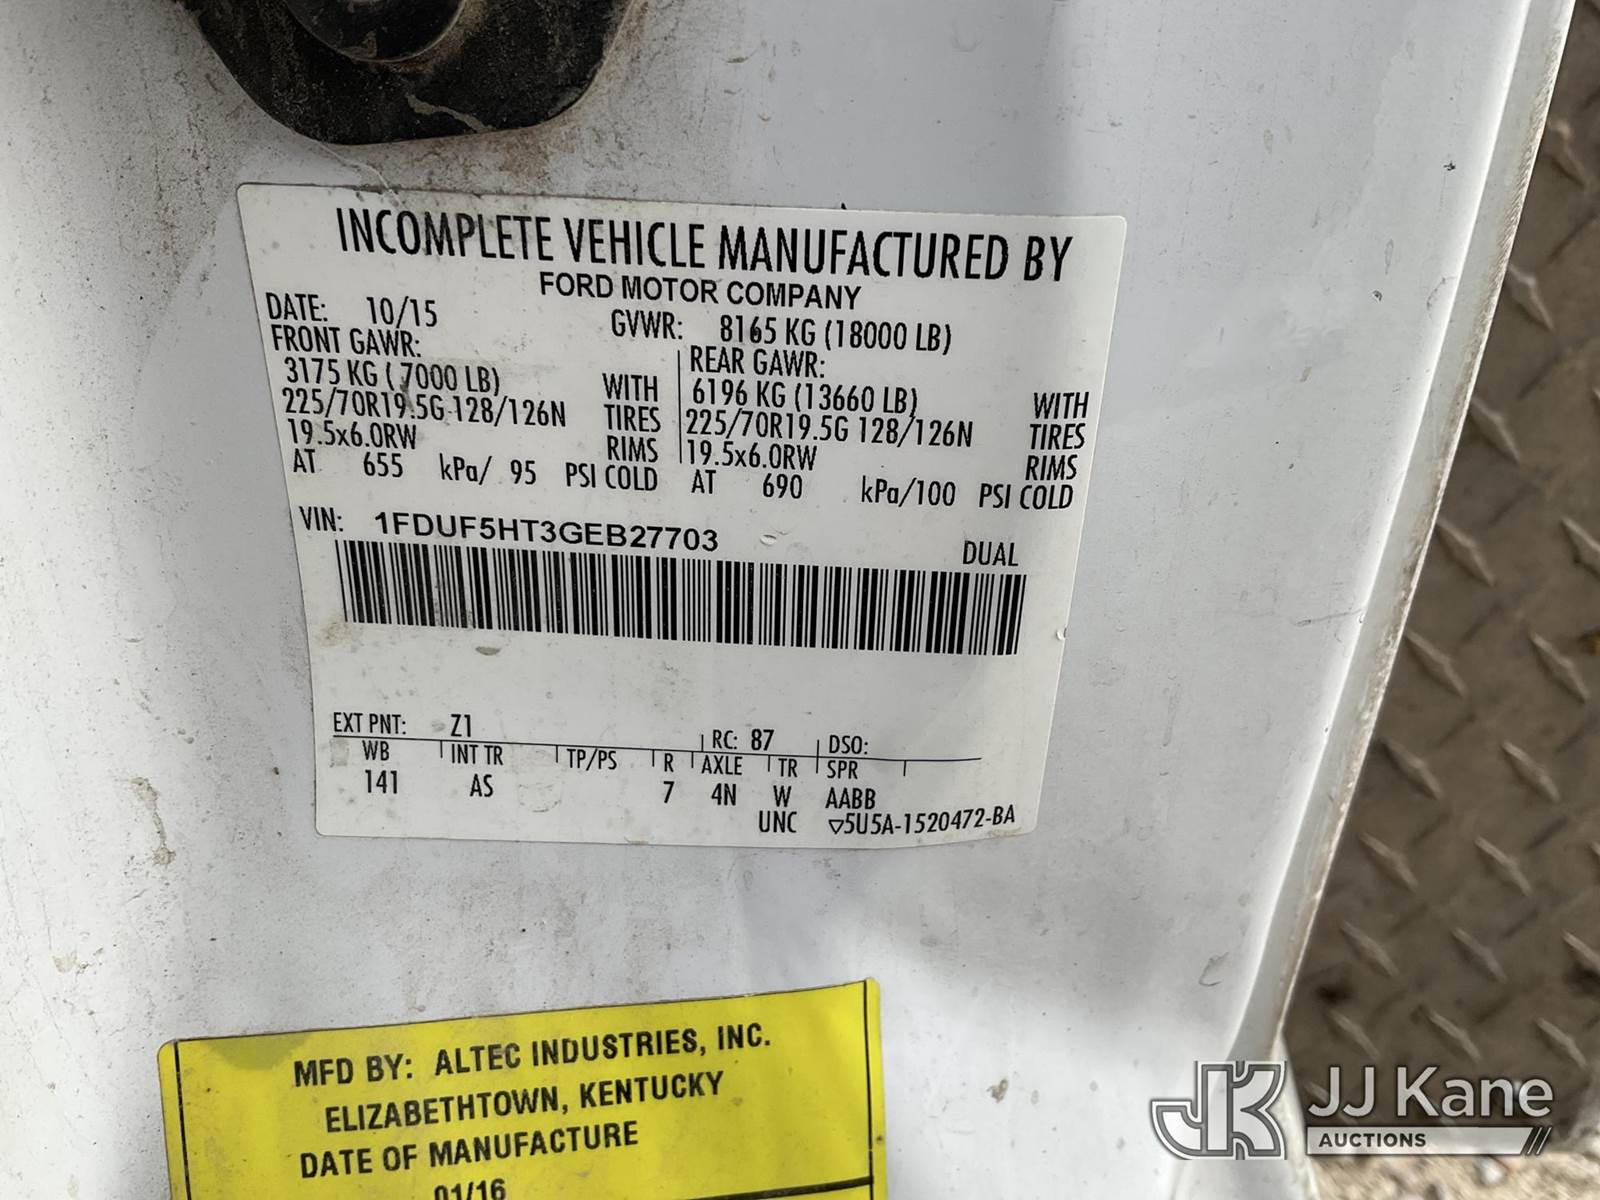 INCOMPLETE VEHICLE MANUFACTURED BY
FORD MOTOR COMPANY
DATE: 10/15 GVWR: 8165 KG (18000 LB)
FRONT GAWR: REAR GAWR:
3175 KG ( 7000 LB) WITH 6196 KG (13660 LB) WITH
225/70R19.5G 128/126N TIRES 225/70R19.5G 128/126N TIRES
19.5x6.0RW RIMS 19.5x6.0RW RIMS
AT 655 kPa/ 95 PSI COLD AT 690 kPa/100 PSI COLD
VIN: 1FDUF5HT3GEB27703
DUAL
EXT PNT: Z1 RC: 87 DSO:
WB INT TR TP/PS R AXLE TR SPR
141 AS 7 4N W AABB
UNC ▽5U5A-1520472-BA
MFD BY: ALTEC INDUSTRIES, INC.
ELIZABETHTOWN, KENTUCKY
DATE OF MANUFACTURE
01/16
JK JJ Kane
AUCTIONS